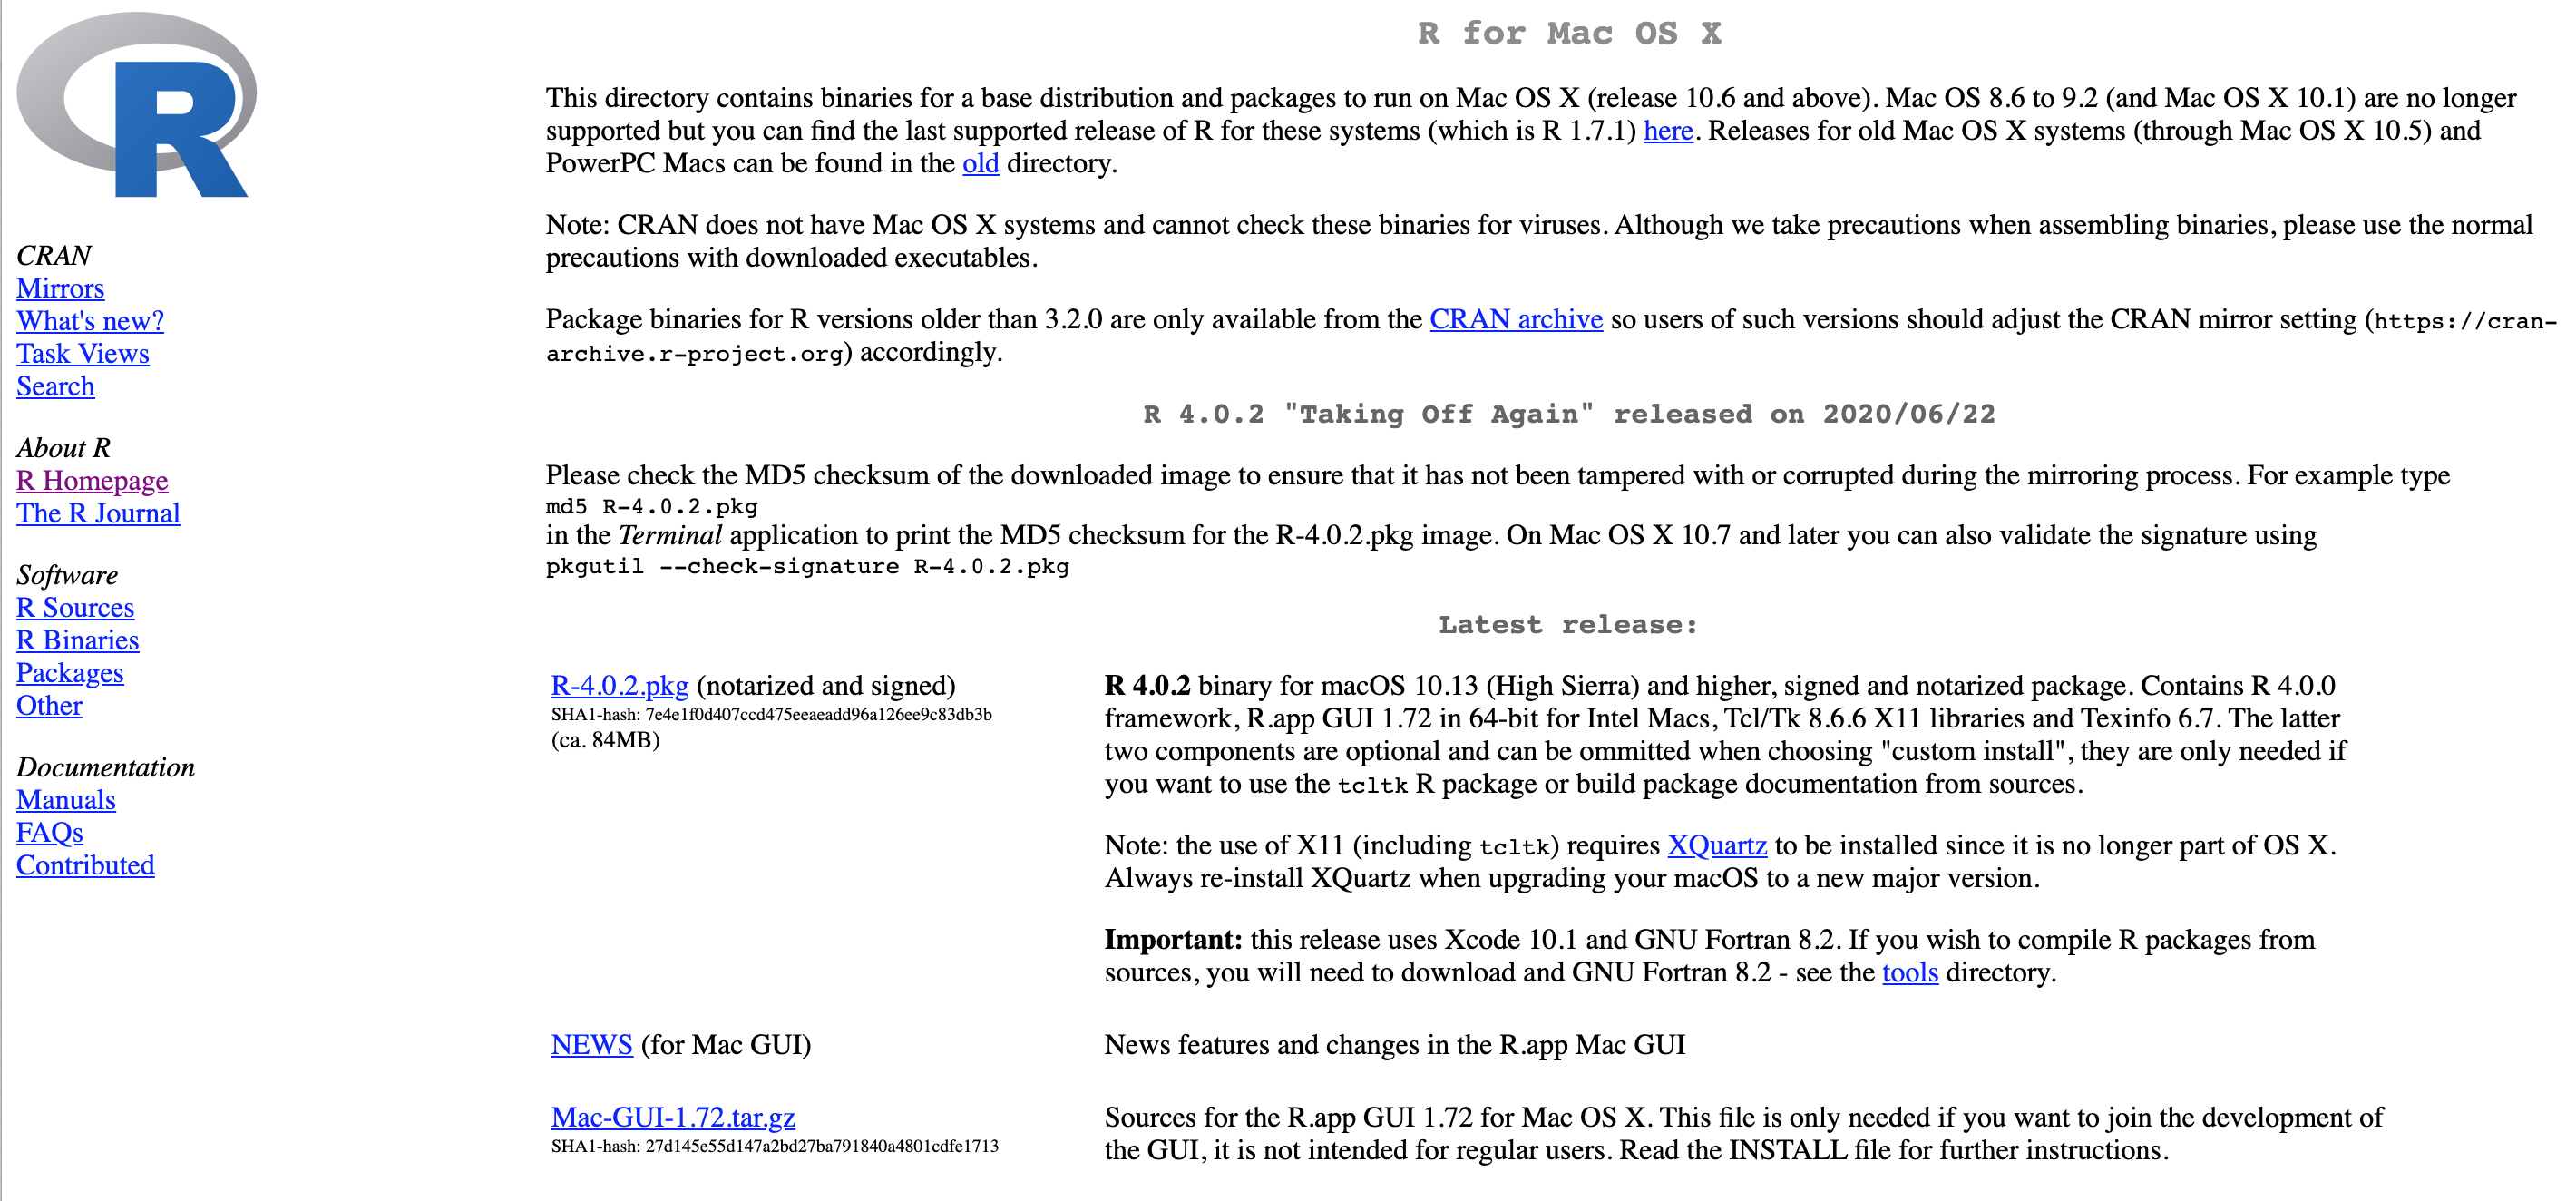 R
CRAN
Mirrors
What's new?
Task Views
Search
About R
R Homepage
The R Journal
Software
R Sources
R Binaries
Packages
Other
Documentation
Manuals
FAQs
Contributed
R for Mac OS X
This directory contains binaries for a base distribution and packages to run on Mac OS X (release 10.6 and above). Mac OS 8.6 to 9.2 (and Mac OS X 10.1) are no longer
supported but you can find the last supported release of R for these systems (which is R 1.7.1) here. Releases for old Mac OS X systems (through Mac OS X 10.5) and
PowerPC Macs can be found in the old directory.
Note: CRAN does not have Mac OS X systems and cannot check these binaries for viruses. Although we take precautions when assembling binaries, please use the normal
precautions with downloaded executables.
Package binaries for R versions older than 3.2.0 are only available from the CRAN archive so users of such versions should adjust the CRAN mirror setting (https://cran-
archive.r-project.org) accordingly.
R 4.0.2 "Taking Off Again" released on 2020/06/22
Please check the MD5 checksum of the downloaded image to ensure that it has not been tampered with or corrupted during the mirroring process. For example type
md5 R-4.0.2.pkg
in the Terminal application to print the MD5 checksum for the R-4.0.2.pkg image. On Mac OS X 10.7 and later you can also validate the signature using
pkgutil --check-signature R-4.0.2.pkg
Latest release:
R-4.0.2.pkg (notarized and signed)
SHA1-hash: 7e4e1f0d407ccd475eeaeadd96a126ee9c83db3b
(ca. 84MB)
R 4.0.2 binary for macOS 10.13 (High Sierra) and higher, signed and notarized package. Contains R 4.0.0
framework, R.app GUI 1.72 in 64-bit for Intel Macs, Tcl/Tk 8.6.6 X11 libraries and Texinfo 6.7. The latter
two components are optional and can be ommitted when choosing "custom install", they are only needed if
you want to use the tcltk R package or build package documentation from sources.
Note: the use of X11 (including tcltk) requires XQuartz to be installed since it is no longer part of OS X.
Always re-install XQuartz when upgrading your macOS to a new major version.
Important: this release uses Xcode 10.1 and GNU Fortran 8.2. If you wish to compile R packages from
sources, you will need to download and GNU Fortran 8.2 - see the tools directory.
NEWS (for Mac GUI)
News features and changes in the R.app Mac GUI
Mac-GUI-1.72.tar.gz
SHA1-hash: 27d145e55d147a2bd27ba791840a4801cdfe1713
Sources for the R.app GUI 1.72 for Mac OS X. This file is only needed if you want to join the development of
the GUI, it is not intended for regular users. Read the INSTALL file for further instructions.